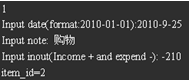 1
Input date(format:2010-01-01):2010-9-25
Input note: 购物
Input inout(Income + and expend -): -210
item_id=2